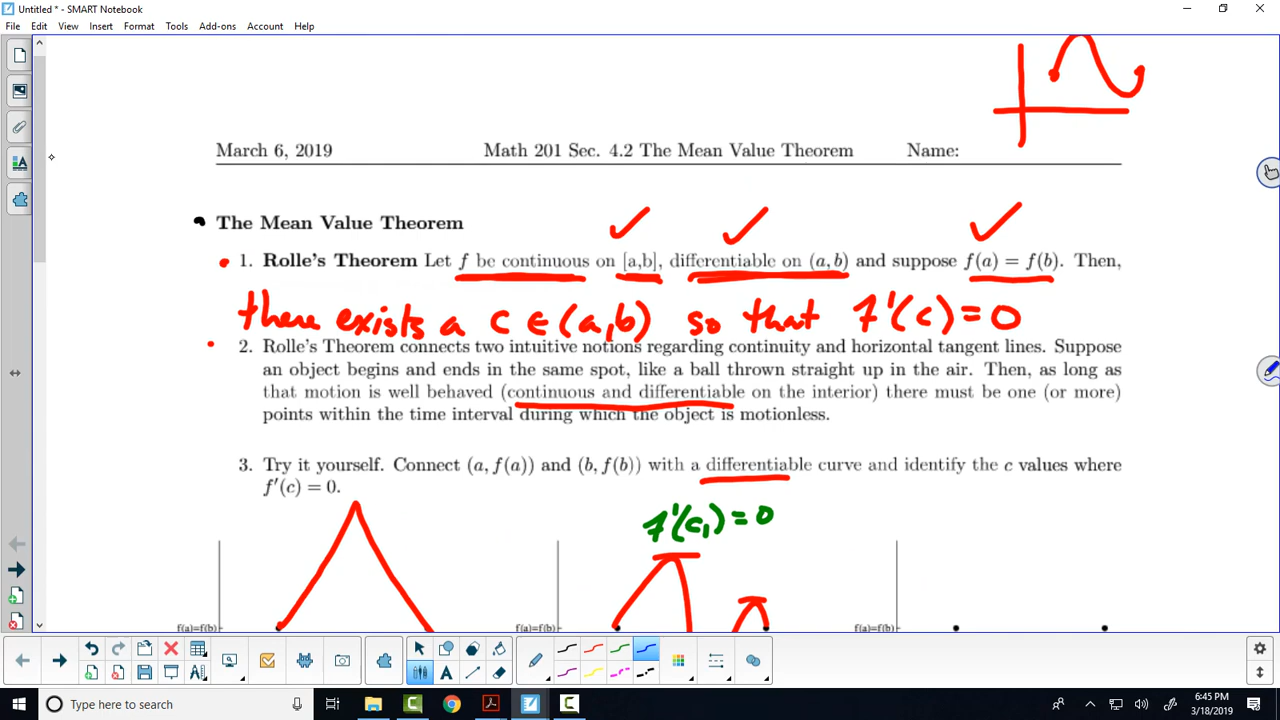 Untitled * - SMART Notebook
File Edit View Insert Format Tools Add-ons Account Help
March 6, 2019 Math 201 Sec. 4.2 The Mean Value Theorem Name:
The Mean Value Theorem
1. Rolle's Theorem Let f be continuous on [a,b], differentiable on (a, b) and suppose f(a) = f(b). Then,
there exists a c ∈ (a,b) so that f'(c) = 0
2. Rolle's Theorem connects two intuitive notions regarding continuity and horizontal tangent lines. Suppose
an object begins and ends in the same spot, like a ball thrown straight up in the air. Then, as long as
that motion is well behaved (continuous and differentiable on the interior) there must be one (or more)
points within the time interval during which the object is motionless.
3. Try it yourself. Connect (a, f(a)) and (b, f(b)) with a differentiable curve and identify the c values where
f′(c) = 0.
f'(c₁) = 0
f(a)=f(b) f(a)=f(b) f(a)=f(b)
Type here to search
6:45 PM
3/18/2019